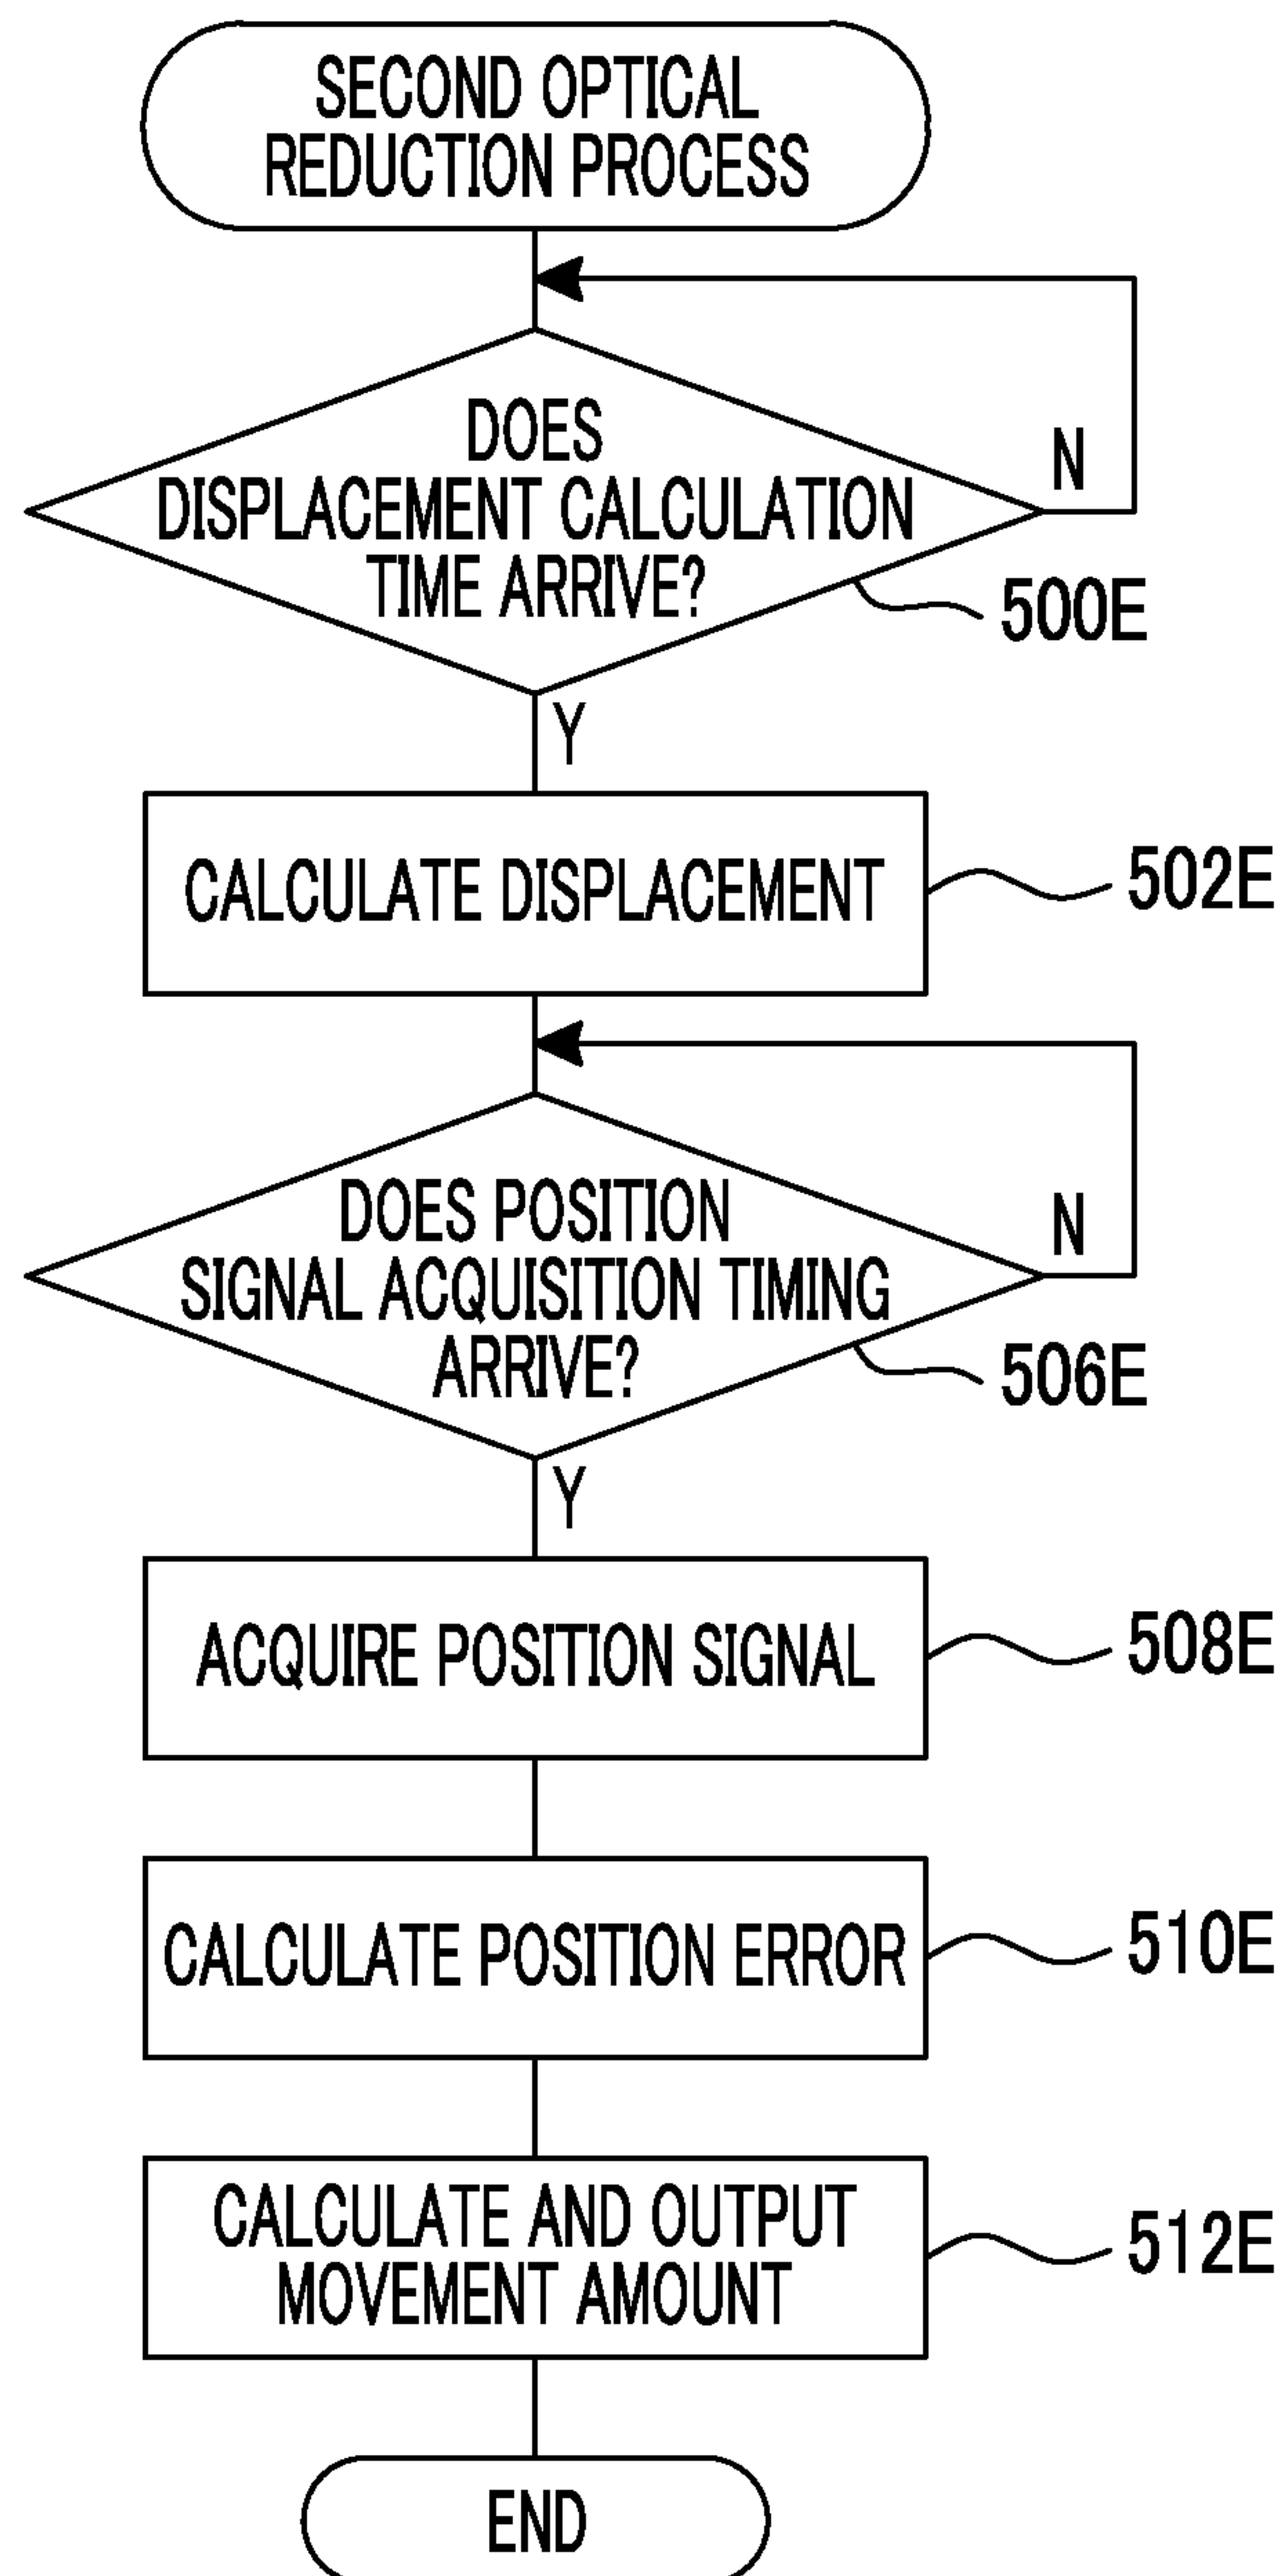 SECOND OPTICAL
REDUCTION PROCESS
DOES
DISPLACEMENT CALCULATION
TIME ARRIVE?
N
500E
Y
CALCULATE DISPLACEMENT
502E
DOES POSITION
SIGNAL ACQUISITION TIMING
ARRIVE?
N
506E
Y
ACQUIRE POSITION SIGNAL
508E
CALCULATE POSITION ERROR
510E
CALCULATE AND OUTPUT
MOVEMENT AMOUNT
512E
END